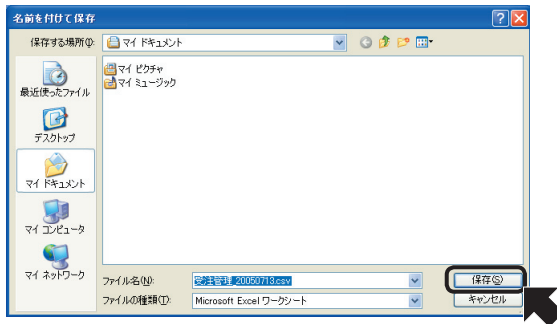 名前を付けて保存
保存する場所(I):
マイ ドキュメント
最近使ったファイル
デスクトップ
マイ ドキュメント
マイ コンピュータ
マイ ネットワーク
マイ ピクチャ
マイ ミュージック
ファイル名(N):
受注管理_20050713.csv
保存(S)
ファイルの種類(T):
Microsoft Excel ワークシート
キャンセル